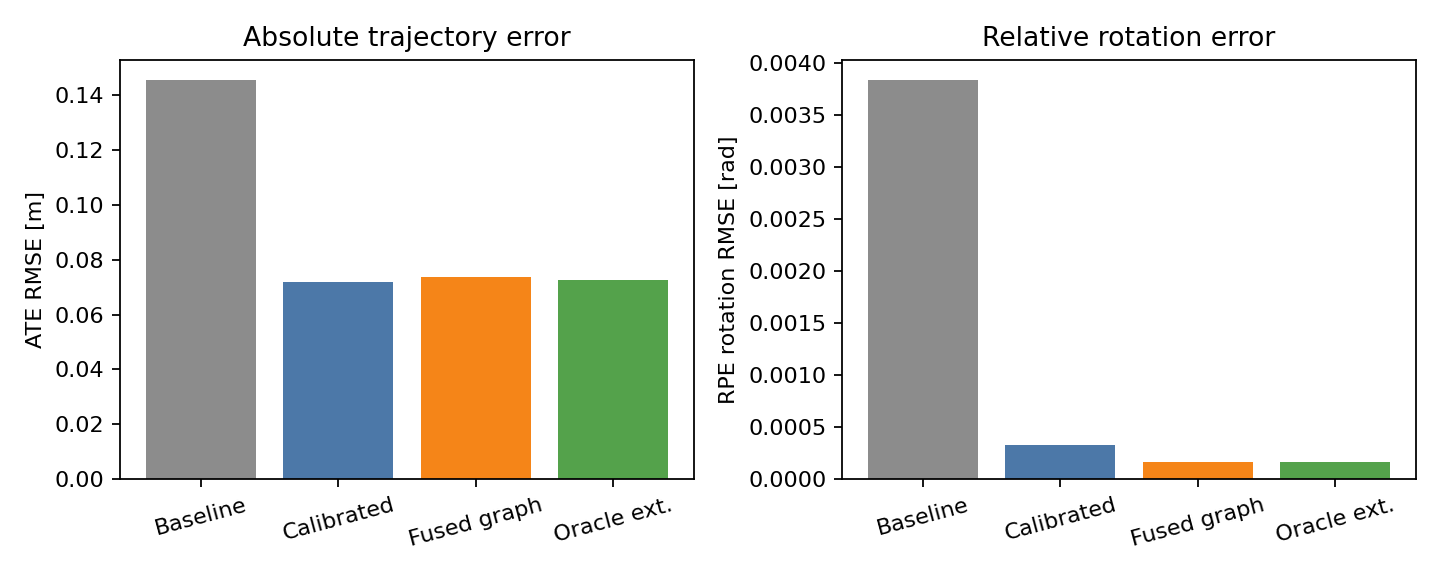 Absolute trajectory error
ATE RMSE [m]
0.14
0.12
0.10
0.08
0.06
0.04
0.02
0.00
Baseline
Calibrated
Fused graph
Oracle ext.
Relative rotation error
RPE rotation RMSE [rad]
0.0040
0.0035
0.0030
0.0025
0.0020
0.0015
0.0010
0.0005
0.0000
Baseline
Calibrated
Fused graph
Oracle ext.